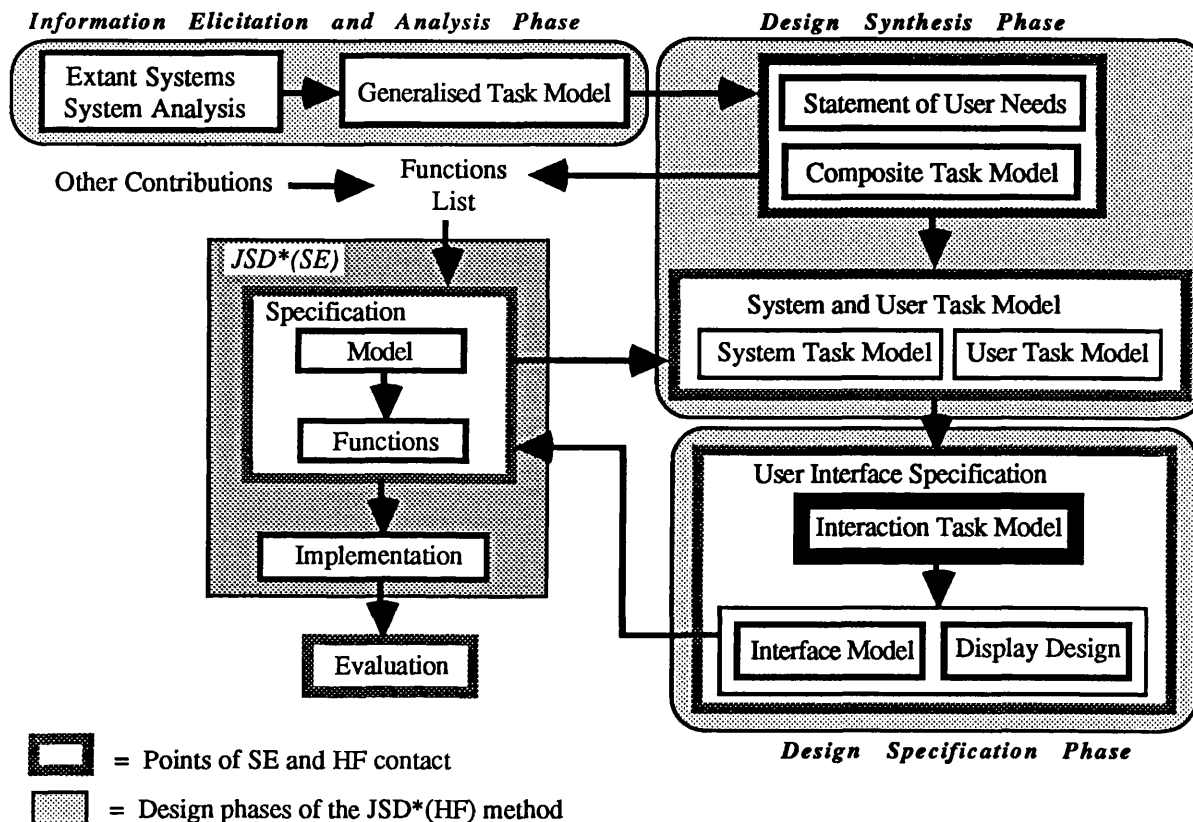 Information Elicitation and Analysis Phase
Design Synthesis Phase
Extant Systems
System Analysis
Generalised Task Model
Statement of User Needs
Composite Task Model
Other Contributions
Functions
List
JSD*(SE)
Specification
Model
Functions
Implementation
Evaluation
System and User Task Model
System Task Model
User Task Model
User Interface Specification
Interaction Task Model
Interface Model
Display Design
Design Specification Phase
= Points of SE and HF contact
= Design phases of the JSD*(HF) method